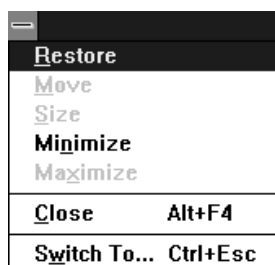 Restore
Move
Size
Minimize
Maximize
Close Alt+F4
Switch To... Ctrl+Esc